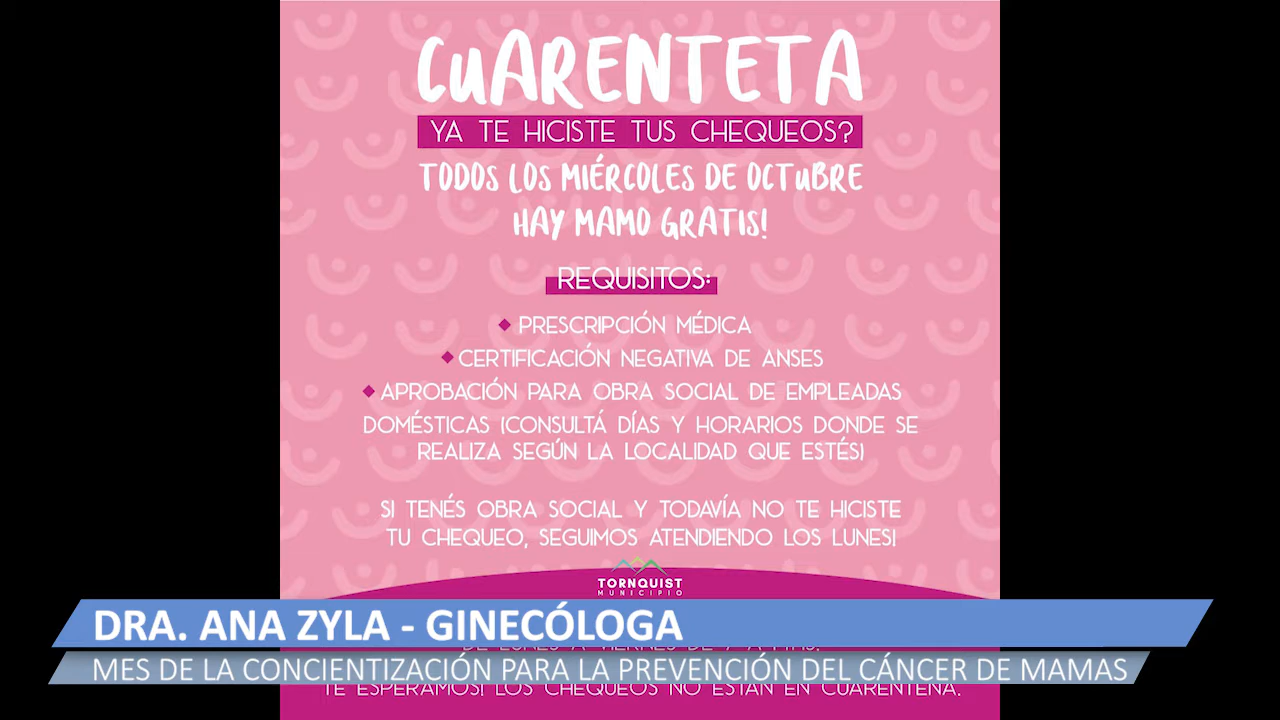 CUARENTETA
YA TE HICISTE TUS CHEQUEOS?
TODOS LOS MIÉRCOLES DE OCTUBRE
HAY MAMO GRATIS!
REQUISITOS:
PRESCRIPCIÓN MÉDICA
CERTIFICACIÓN NEGATIVA DE ANSES
APROBACIÓN PARA OBRA SOCIAL DE EMPLEADAS
DOMÉSTICAS (CONSULTÁ DÍAS Y HORARIOS DONDE SE
REALIZA SEGÚN LA LOCALIDAD QUE ESTÉS)
SI TENÉS OBRA SOCIAL Y TODAVÍA NO TE HICISTE
TU CHEQUEO, SEGUIMOS ATENDIENDO LOS LUNES!
TORNQUIST
MUNICIPIO
DRA. ANA ZYLA - GINECÓLOGA
MES DE LA CONCIENTIZACIÓN PARA LA PREVENCIÓN DEL CÁNCER DE MAMAS
TE ESPERAMOS! LOS CHEQUEOS NO ESTÁN EN CUARENTENA.